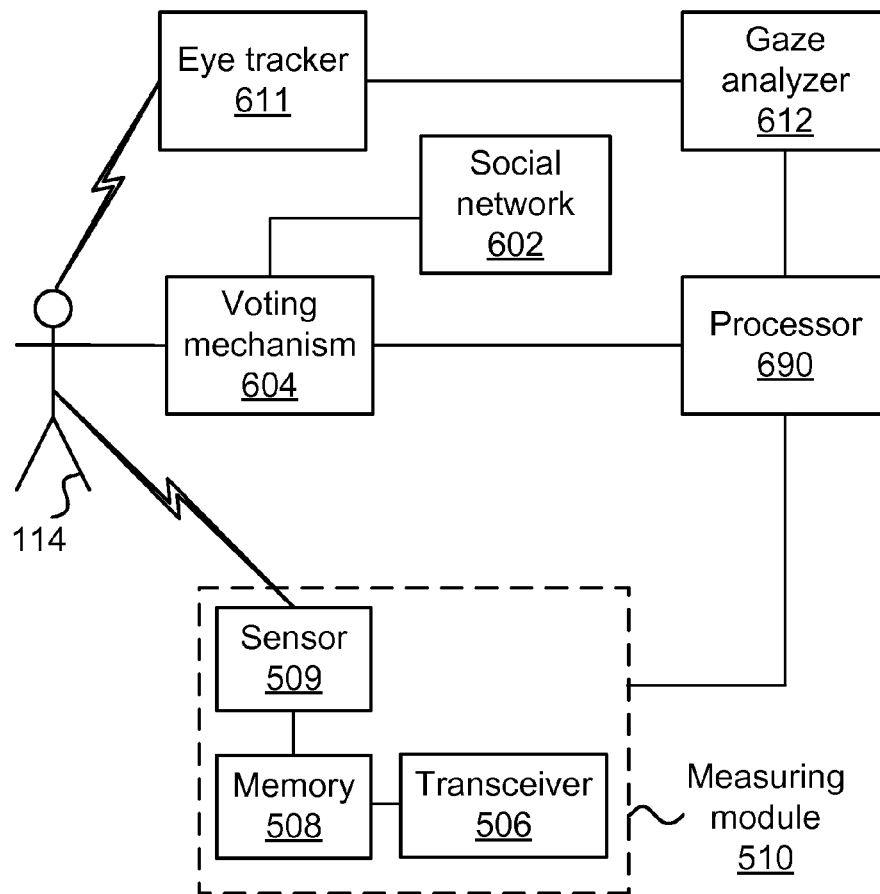 Eye tracker
611
Gaze
analyzer
612
Social
network
602
Voting
mechanism
604
Processor
690
114
Sensor
509
Memory
508
Transceiver
506
Measuring
module
510